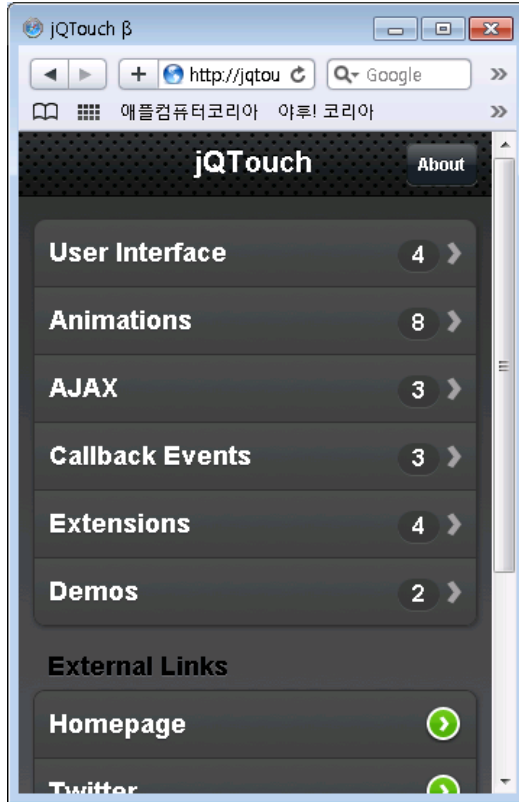 jQTouch β
http://jqtou
Google
애플컴퓨터코리아 야후! 코리아
jQTouch
About
User Interface 4
Animations 8
AJAX 3
Callback Events 3
Extensions 4
Demos 2
External Links
Homepage
Twitter